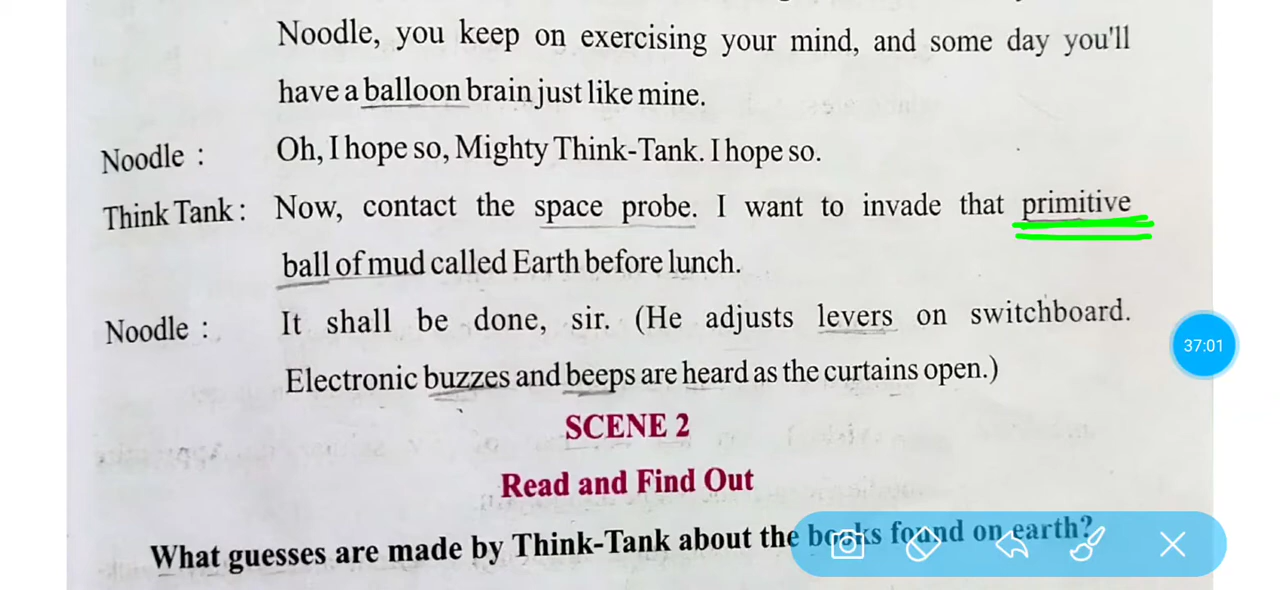 Noodle, you keep on exercising your mind, and some day you'll
have a balloon brain just like mine.
Noodle : Oh, I hope so, Mighty Think-Tank. I hope so.
Think Tank : Now, contact the space probe. I want to invade that primitive
ball of mud called Earth before lunch.
Noodle : It shall be done, sir. (He adjusts levers on switchboard.
Electronic buzzes and beeps are heard as the curtains open.)
SCENE 2
Read and Find Out
What guesses are made by Think-Tank about the books found on earth?
37:01